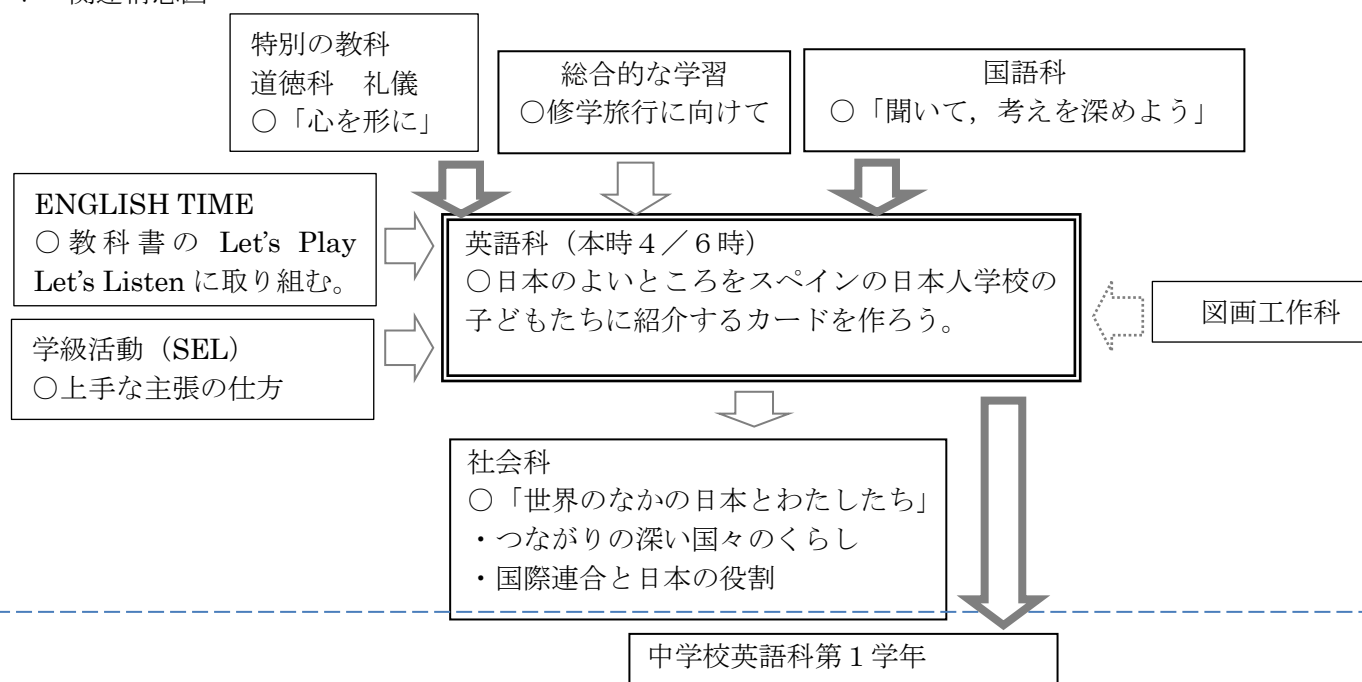 特別の教科
道徳科　礼儀
○「心を形に」
総合的な学習
○修学旅行に向けて
国語科
○「聞いて，考えを深めよう」
ENGLISH TIME
○教科書の Let's Play
Let's Listen に取り組む。
学級活動（SEL）
○上手な主張の仕方
英語科（本時４／６時）
○日本のよいところをスペインの日本人学校の
子どもたちに紹介するカードを作ろう。
図画工作科
社会科
○「世界のなかの日本とわたしたち」
・つながりの深い国々のくらし
・国際連合と日本の役割
中学校英語科第１学年